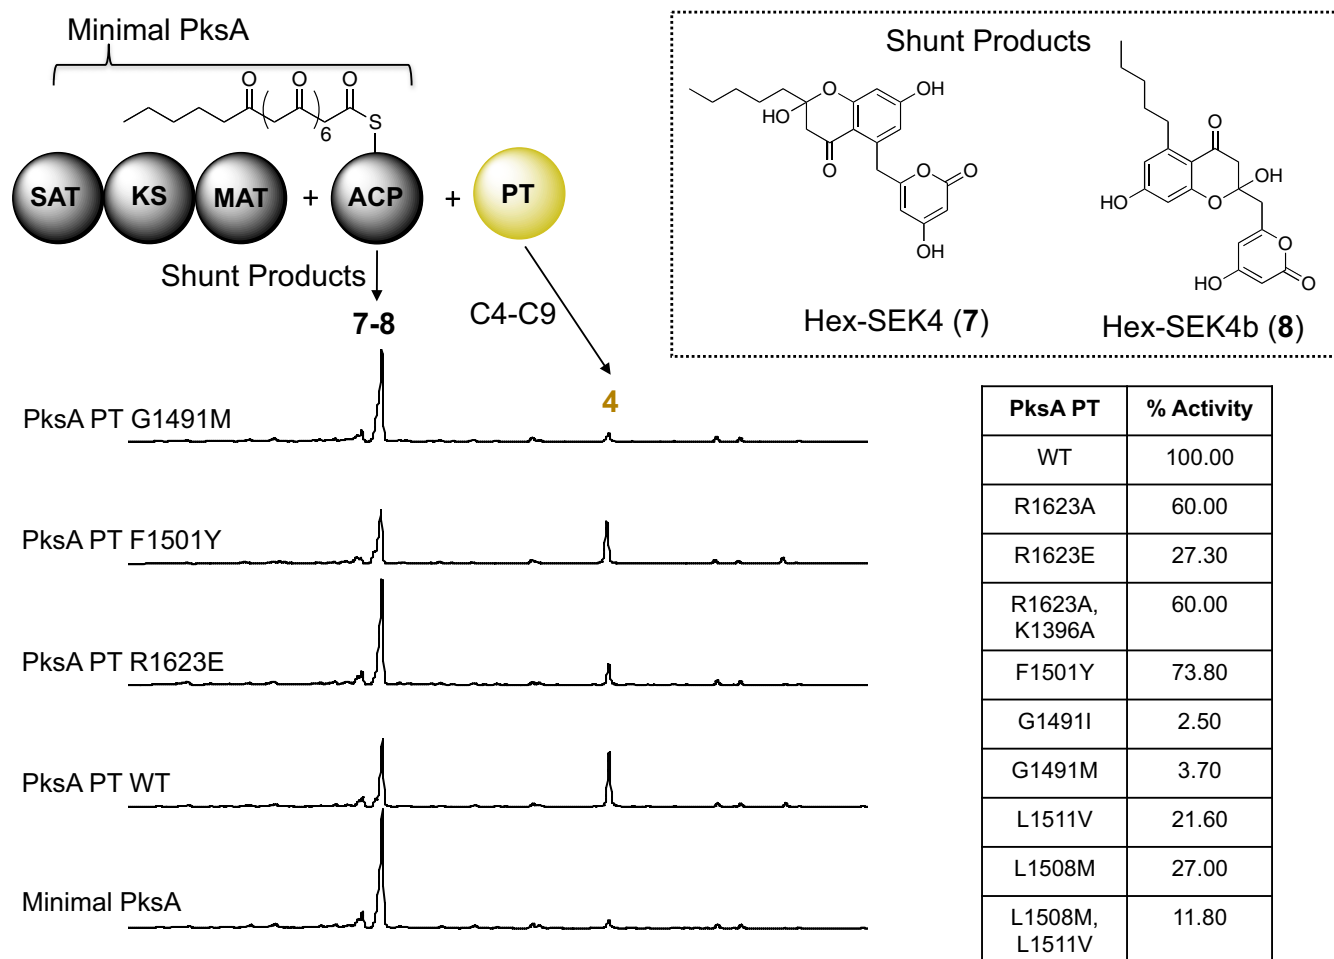 Minimal PksA
O O O
S
6
SAT KS MAT + ACP + PT
Shunt Products
7-8
C4-C9
4
Shunt Products
O OH
HO
O
O O
OH
Hex-SEK4 (7)
O
OH
HO O
O
HO O
Hex-SEK4b (8)
PksA PT G1491M
PksA PT F1501Y
PksA PT R1623E
PksA PT WT
Minimal PksA
PksA PT % Activity
WT 100.00
R1623A 60.00
R1623E 27.30
R1623A,
K1396A 60.00
F1501Y 73.80
G1491I 2.50
G1491M 3.70
L1511V 21.60
L1508M 27.00
L1508M,
L1511V 11.80